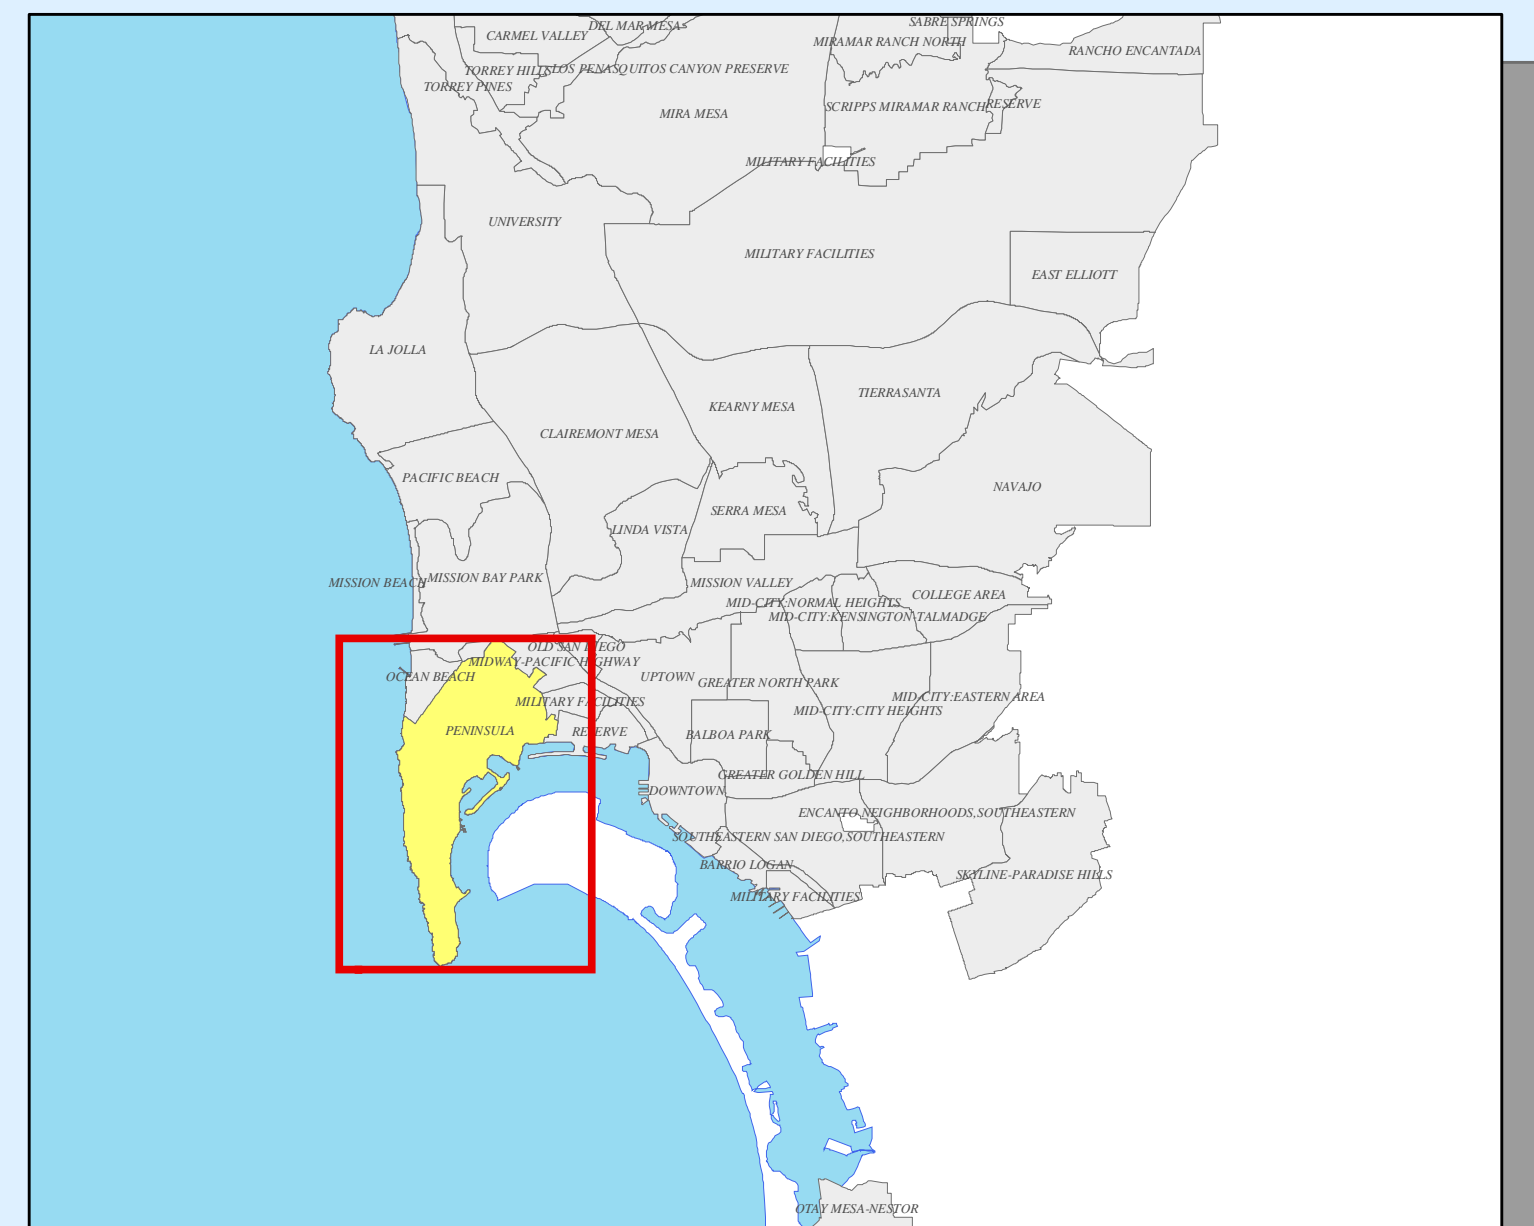 SABRE SPRINGS
DEL MAR MESA
CARMEL VALLEY
MIRAMAR RANCH NORTH
RANCHO ENCANTADA
TORREY HILLS
LOS PENASQUITOS CANYON PRESERVE
TORREY PINES
SCRIPPS MIRAMAR RANCH
RESERVE
MIRA MESA
MILITARY FACILITIES
UNIVERSITY
MILITARY FACILITIES
EAST ELLIOTT
LA JOLLA
TIERRASANTA
KEARNY MESA
CLAIREMONT MESA
PACIFIC BEACH
NAVAJO
SERRA MESA
LINDA VISTA
MISSION BEACH
MISSION BAY PARK
MISSION VALLEY
COLLEGE AREA
MID-CITY:NORMAL HEIGHTS
MID-CITY:KENSINGTON-TALMADGE
OLD SAN DIEGO
MIDWAY-PACIFIC HIGHWAY
OCEAN BEACH
UPTOWN
GREATER NORTH PARK
MID-CITY:EASTERN AREA
MILITARY FACILITIES
MID-CITY:CITY HEIGHTS
PENINSULA
RESERVE
BALBOA PARK
GREATER GOLDEN HILL
DOWNTOWN
ENCANTO NEIGHBORHOODS,SOUTHEASTERN
SOUTHEASTERN SAN DIEGO,SOUTHEASTERN
BARRIO LOGAN
SKYLINE-PARADISE HILLS
MILITARY FACILITIES
OTAY MESA-NESTOR